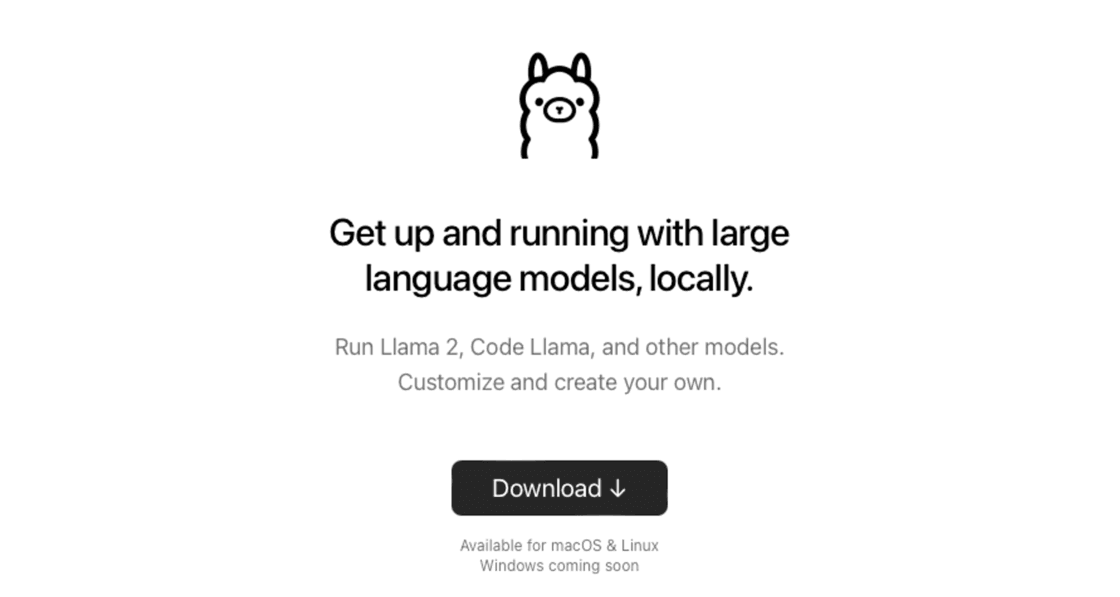 Get up and running with large
language models, locally.
Run Llama 2, Code Llama, and other models.
Customize and create your own.
Download ↓
Available for macOS & Linux
Windows coming soon